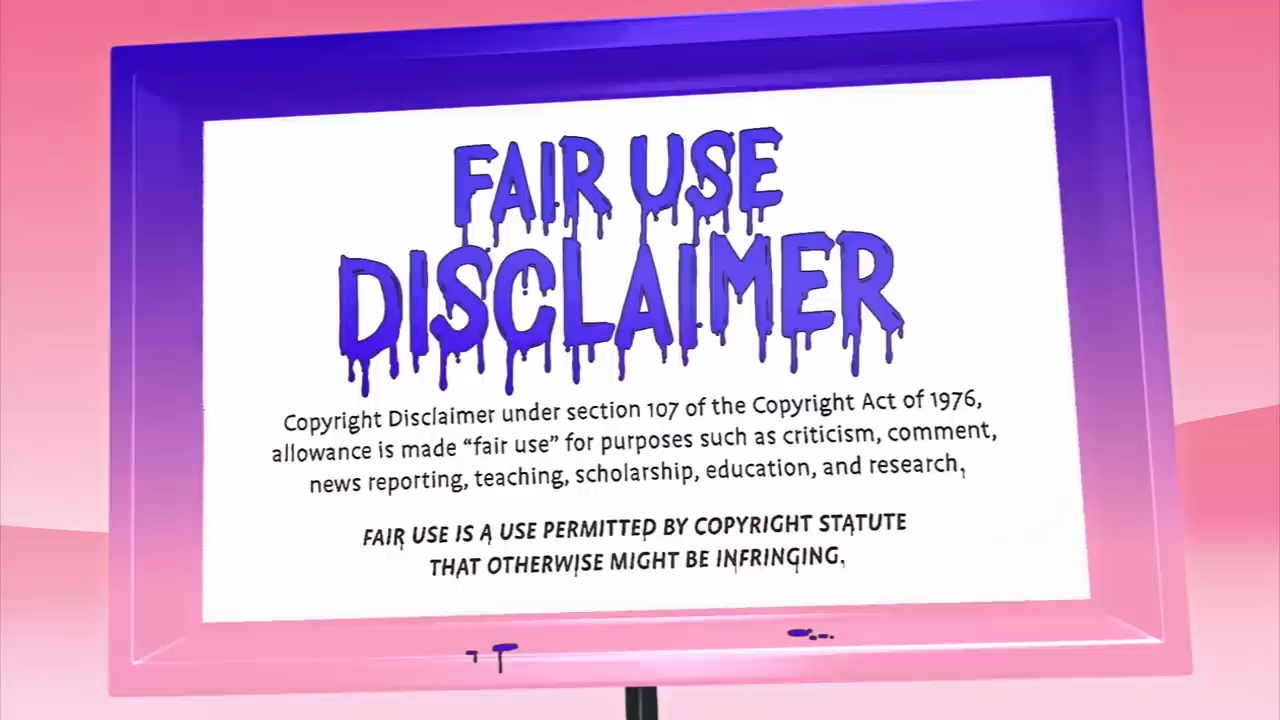 FAIR USE
DISCLAIMER
Copyright Disclaimer under section 107 of the Copyright Act of 1976,
allowance is made “fair use” for purposes such as criticism, comment,
news reporting, teaching, scholarship, education, and research,
FAIR USE IS A USE PERMITTED BY COPYRIGHT STATUTE
THAT OTHERWISE MIGHT BE INFRINGING.